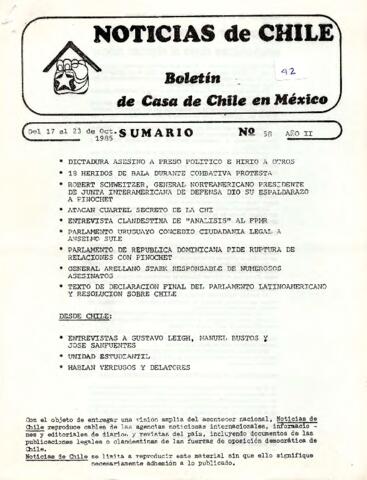 NOTICIAS de CHILE
Boletín
92
de Casa de Chile en México
Del 17 al 23 de Oct.
1985
SUMARIO
Nº 58 AÑO II
* DICTADURA ASESINO A PRESO POLITICO E HIRIO A OTROS
* 18 HERIDOS DE BALA DURANTE COMBATIVA PROTESTA
* ROBERT SCHWEITZER, GENERAL NORTEAMERICANO PRESIDENTE
DE JUNTA INTERAMERICANA DE DEFENSA DIO SU ESPALDARAZO
A PINOCHET
* ATACAN CUARTEL SECRETO DE LA CNI
* ENTREVISTA CLANDESTINA DE "ANALISIS" AL FPMR
* PARLAMENTO URUGUAYO CONCEDIO CIUDADANIA LEGAL A
ANSELMO SULE
* PARLAMENTO DE REPUBLICA DOMINICANA PIDE RUPTURA DE
RELACIONES CON PINOCHET
* GENERAL ARELLANO STARK RESPONSABLE DE NUMEROSOS
ASESINATOS
* TEXTO DE DECLARACION FINAL DEL PARLAMENTO LATINOAMERICANO
Y RESOLUCION SOBRE CHILE
DESDE CHILE:
* ENTREVISTAS A GUSTAVO LEIGH, MANUEL BUSTOS Y
JOSE SANFUENTES
* UNIDAD ESTUDIANTIL
* HABLAN VERDUGOS Y DELATORES
Con el objeto de entregar una visión amplia del acontecer nacional, Noticias de
Chile reproduce cables de las agencias noticiosas internacionales, informacio-
nes y editoriales de diarios y revistas del país, incluyendo documentos de las
publicaciones legales o clandestinas de las fuerzas de oposición democrática de
Chile.
Noticias de Chile se limita a reproducir este material sin que ello signifique
necesariamente adhesión a lo publicado.